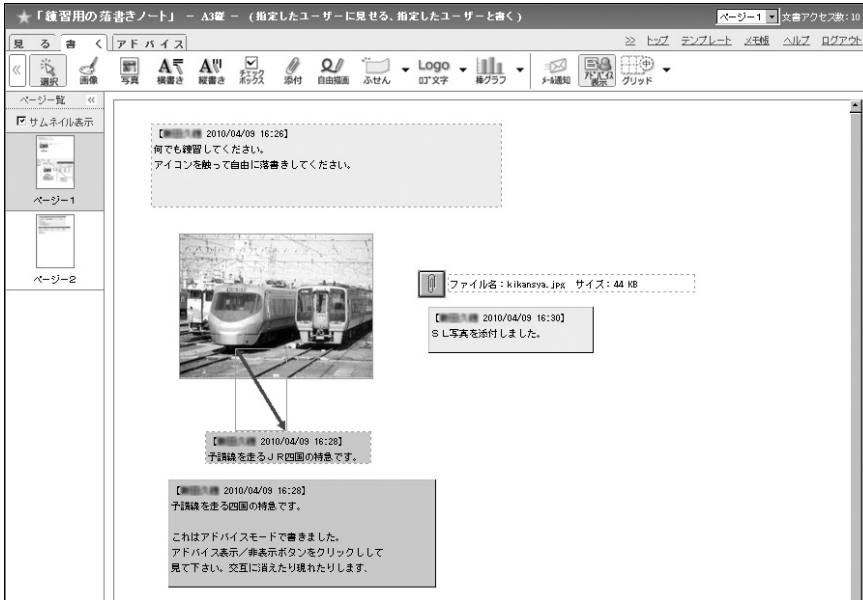 ★「練習用の落書きノート」 － A3縦 － (指定したユーザーに見せる、指定したユーザーと書く)
ページ-1 文書アクセス数:10
見る 書く アドバイス
≫ トップ テンプレート メモ帳 ヘルプ ログアウト
選択 画像 写真 横書き 縦書き チェックボックス 添付 自由描画 ふせん ロゴ文字 棒グラフ メール通知 アドバイス表示 グリッド
Logo
ページ一覧 «
サムネイル表示
ページ-1
ページ-2
【 2010/04/09 16:26】
何でも練習してください。
アイコンを触って自由に落書きしてください。
ファイル名：kikansya.jpg サイズ：44 KB
【 2010/04/09 16:30】
ＳＬ写真を添付しました。
【 2010/04/09 16:28】
予讃線を走るＪＲ四国の特急です。
【 2010/04/09 16:28】
予讃線を走る四国の特急です。
これはアドバイスモードで書きました。
アドバイス表示／非表示ボタンをクリックしして
見て下さい。交互に消えたり現れたりします、